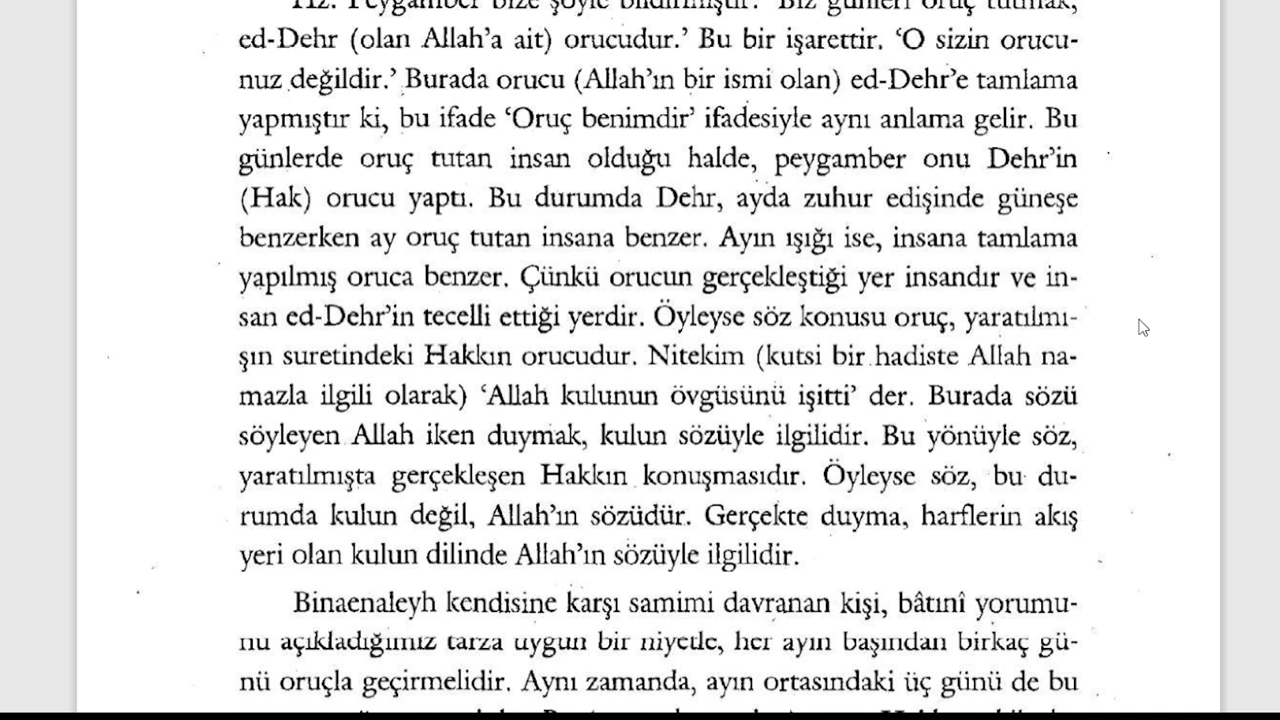 Hz. Peygamber bize şöyle bildirmiştir: ‘Biz günleri oruç tutmak,
ed-Dehr (olan Allah’a ait) orucudur.’ Bu bir işarettir. ‘O sizin orucu-
nuz değildir.’ Burada orucu (Allah’ın bir ismi olan) ed-Dehr’e tamlama
yapmıştır ki, bu ifade ‘Oruç benimdir’ ifadesiyle aynı anlama gelir. Bu
günlerde oruç tutan insan olduğu halde, peygamber onu Dehr’in
(Hak) orucu yaptı. Bu durumda Dehr, ayda zuhur edişinde güneşe
benzerken ay oruç tutan insana benzer. Ayın ışığı ise, insana tamlama
yapılmış oruca benzer. Çünkü orucun gerçekleştiği yer insandır ve in-
san ed-Dehr’in tecelli ettiği yerdir. Öyleyse söz konusu oruç, yaratılmı-
şın suretindeki Hakkın orucudur. Nitekim (kutsi bir hadiste Allah na-
mazla ilgili olarak) ‘Allah kulunun övgüsünü işitti’ der. Burada sözü
söyleyen Allah iken duymak, kulun sözüyle ilgilidir. Bu yönüyle söz,
yaratılmışta gerçekleşen Hakkın konuşmasıdır. Öyleyse söz, bu du-
rumda kulun değil, Allah’ın sözüdür. Gerçekte duyma, harflerin akış
yeri olan kulun dilinde Allah’ın sözüyle ilgilidir.
Binaenaleyh kendisine karşı samimi davranan kişi, bâtınî yorumu-
nu açıkladığımız tarza uygun bir niyetle, her ayın başından birkaç gü-
nü oruçla geçirmelidir. Aynı zamanda, ayın ortasındaki üç günü de bu